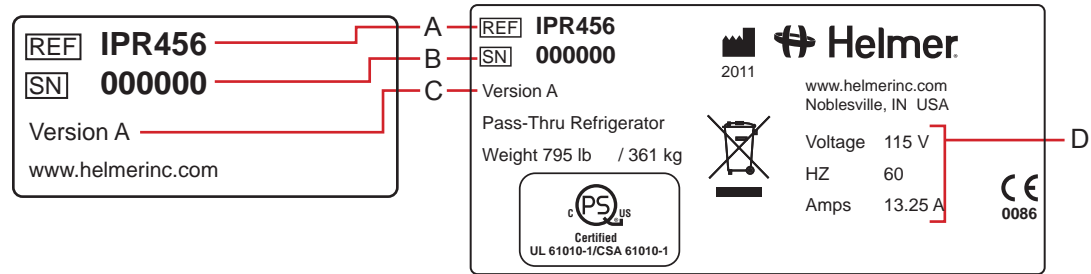 REF IPR456
SN 000000
Version A
www.helmerinc.com
A
B
C
REF IPR456
SN 000000
Version A
Pass-Thru Refrigerator
Weight 795 lb / 361 kg
C PS US
Certified
UL 61010-1/CSA 61010-1
2011
Helmer
www.helmerinc.com
Noblesville, IN USA
Voltage 115 V
HZ 60
Amps 13.25 A
CE
0086
D